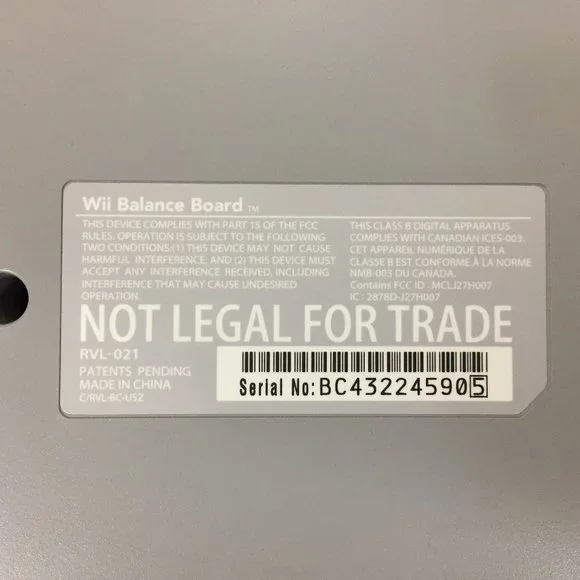 Wii Balance Board ™
THIS DEVICE COMPLIES WITH PART 15 OF THE FCC
RULES. OPERATION IS SUBJECT TO THE FOLLOWING
TWO CONDITIONS:(1) THIS DEVICE MAY NOT CAUSE
HARMFUL INTERFERENCE, AND (2) THIS DEVICE MUST
ACCEPT ANY INTERFERENCE RECEIVED, INCLUDING
INTERFERENCE THAT MAY CAUSE UNDESIRED
OPERATION.
THIS CLASS B DIGITAL APPARATUS
COMPLIES WITH CANADIAN ICES-003.
CET APPAREIL NUMÉRIQUE DE LA
CLASSE B EST CONFORME À LA NORME
NMB-003 DU CANADA.
Contains FCC ID : MCLJ27H007
IC : 2878D-J27H007
NOT LEGAL FOR TRADE
RVL-021
PATENTS PENDING
MADE IN CHINA
C/RVL-BC-USZ
Serial No:BC432245905